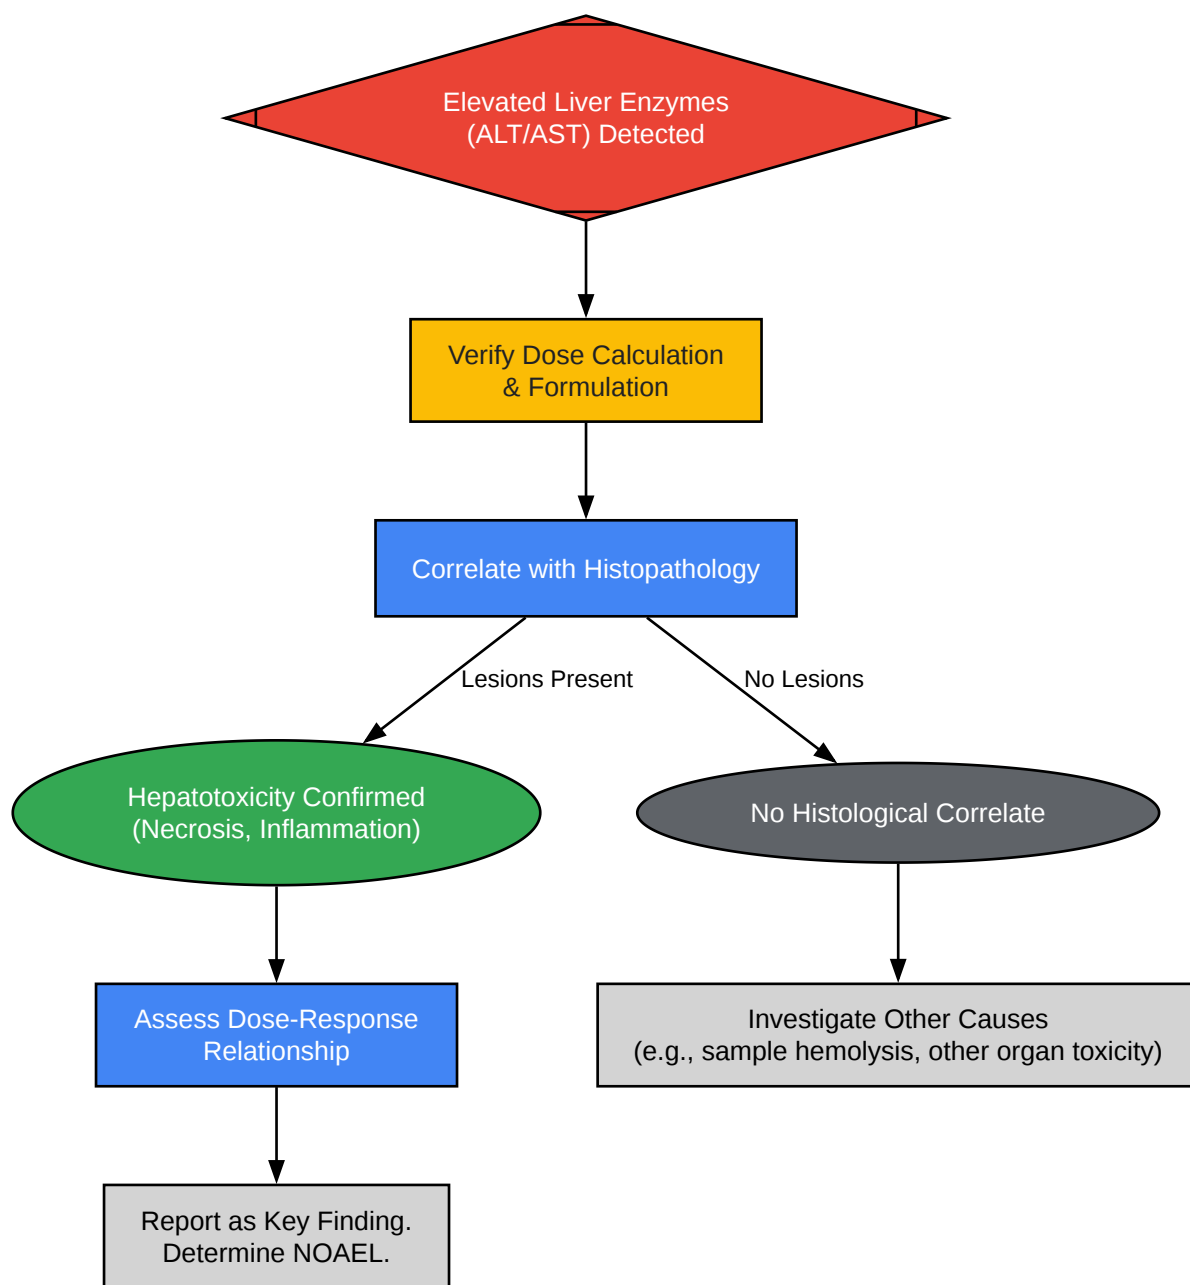 Elevated Liver Enzymes
(ALT/AST) Detected
Verify Dose Calculation
& Formulation
Correlate with Histopathology
Lesions Present
No Lesions
Hepatotoxicity Confirmed
(Necrosis, Inflammation)
No Histological Correlate
Assess Dose-Response
Relationship
Investigate Other Causes
(e.g., sample hemolysis, other organ toxicity)
Report as Key Finding.
Determine NOAEL.